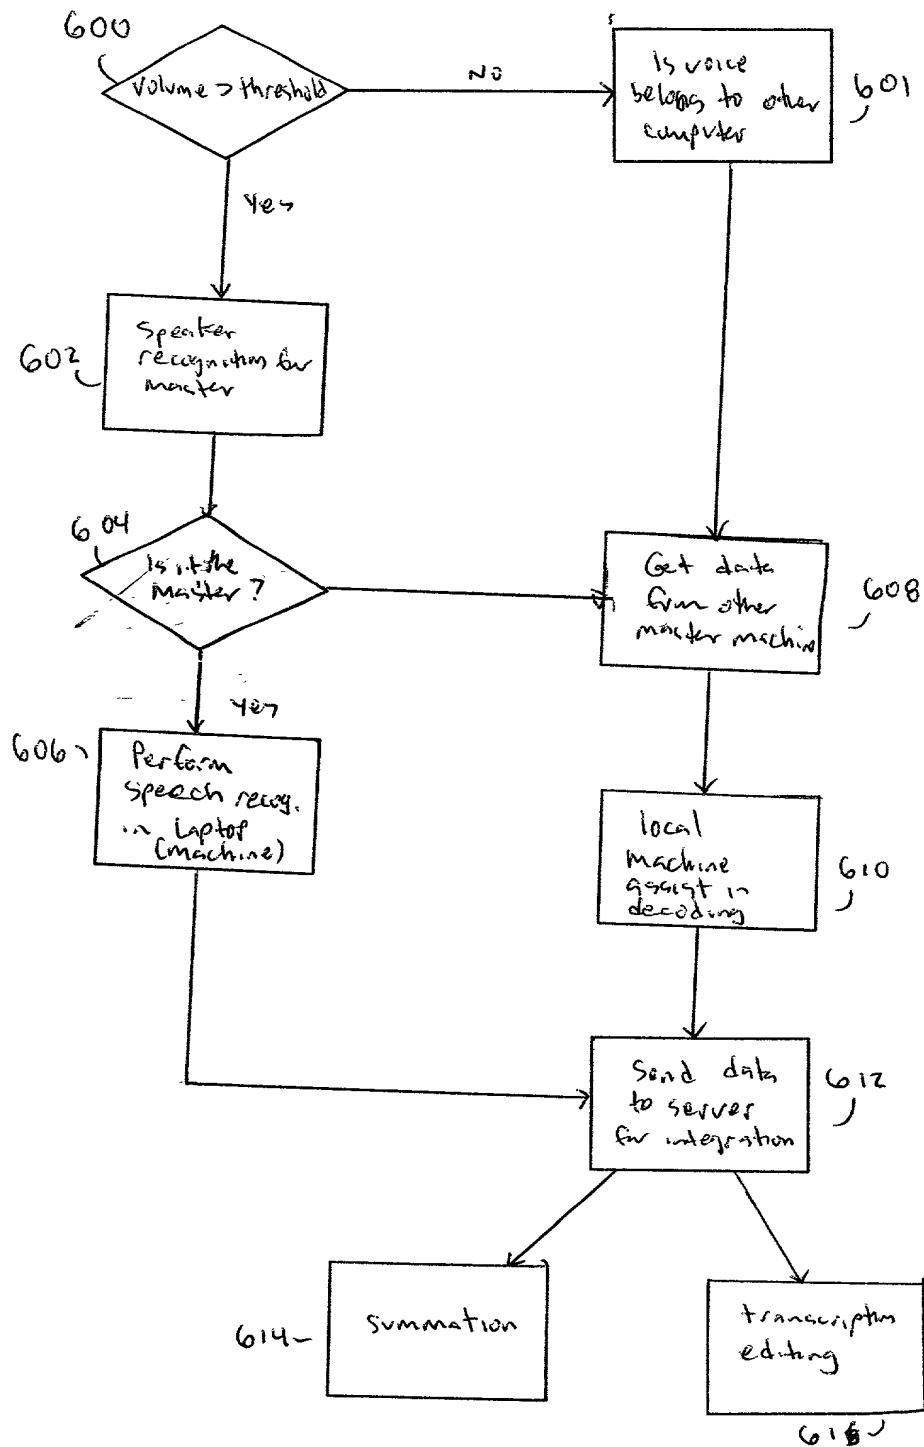 600
Volume > threshold
NO
Is voice
belongs to other
computer
601
Yes
602
Speaker
recognition for
master
604
Is it the
master ?
Get data
from other
master machine
608
Yes
606
Perform
speech recog.
in Laptop
(machine)
local
machine
assist in
decoding
610
Send data
to server
for integration
612
614
summation
transcription
editing